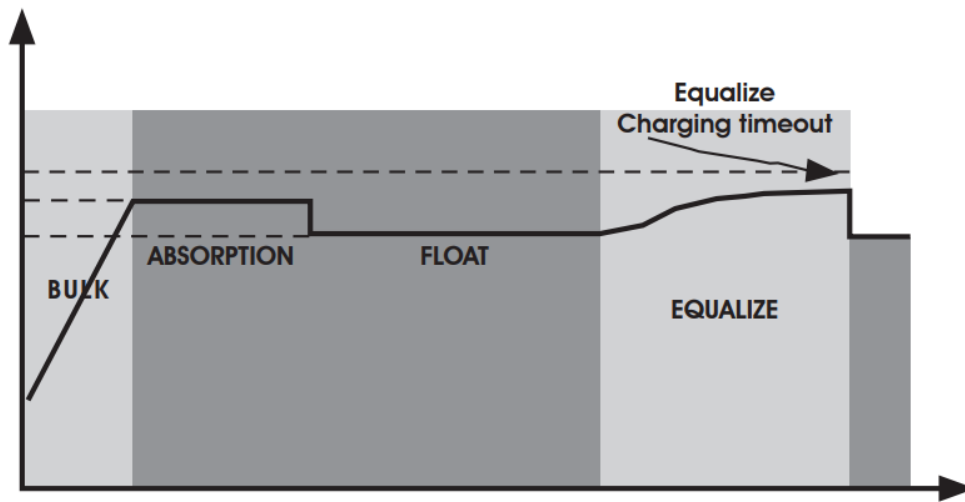 Equalize
Charging timeout
ABSORPTION
FLOAT
BULK
EQUALIZE